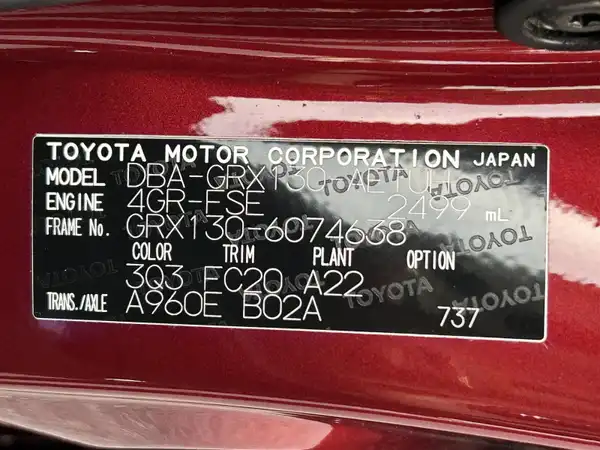 TOYOTA MOTOR CORPORATION JAPAN
MODEL DBA-GRX130-AETUH
ENGINE 4GR-FSE 2499 mL
FRAME No. GRX130-6074638
COLOR TRIM PLANT OPTION
3Q3 FC20 A22
TRANS./AXLE A960E B02A 737